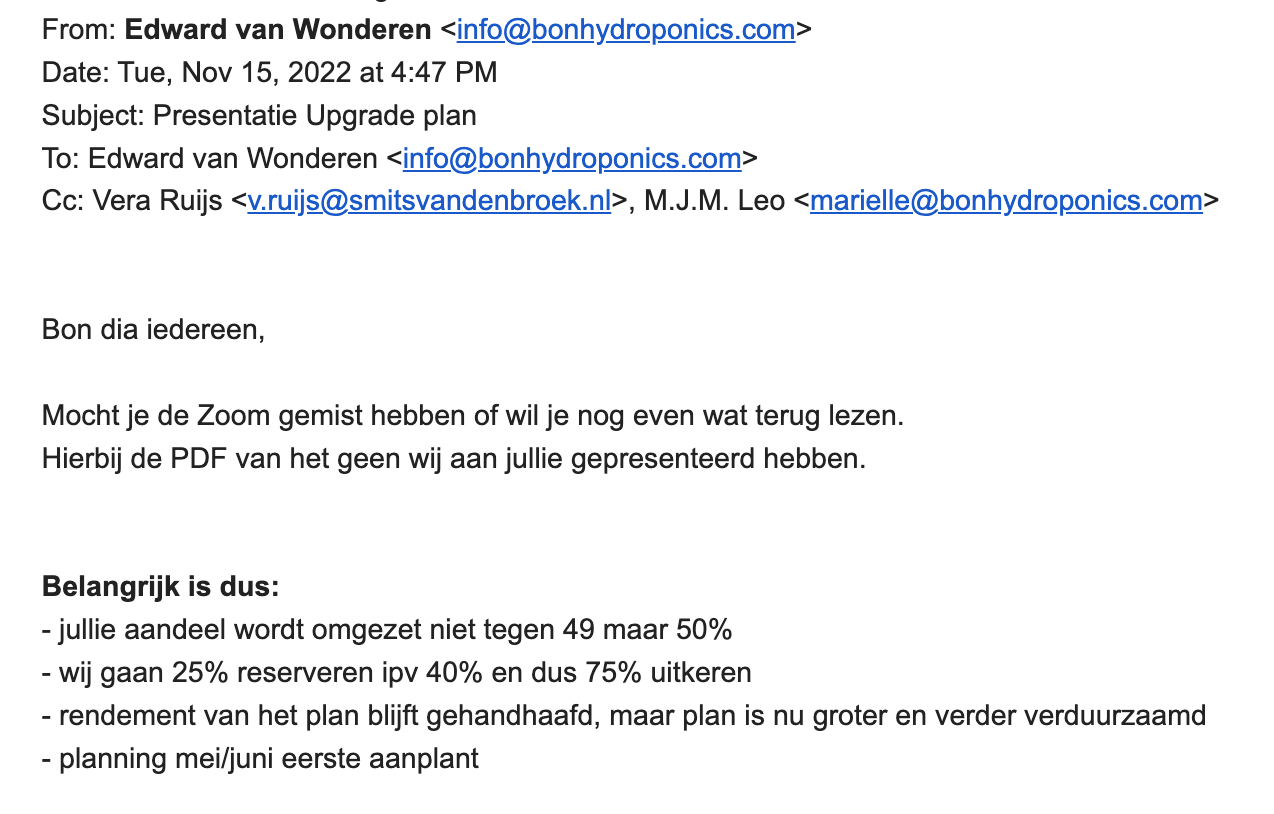 From: Edward van Wonderen <info@bonhydroponics.com>
Date: Tue, Nov 15, 2022 at 4:47 PM
Subject: Presentatie Upgrade plan
To: Edward van Wonderen <info@bonhydroponics.com>
Cc: Vera Ruijs <v.ruijs@smitsvandenbroek.nl>, M.J.M. Leo <marielle@bonhydroponics.com>
Bon dia iedereen,
Mocht je de Zoom gemist hebben of wil je nog even wat terug lezen.
Hierbij de PDF van het geen wij aan jullie gepresenteerd hebben.
Belangrijk is dus:
- jullie aandeel wordt omgezet niet tegen 49 maar 50%
- wij gaan 25% reserveren ipv 40% en dus 75% uitkeren
- rendement van het plan blijft gehandhaafd, maar plan is nu groter en verder verduurzaamd
- planning mei/juni eerste aanplant